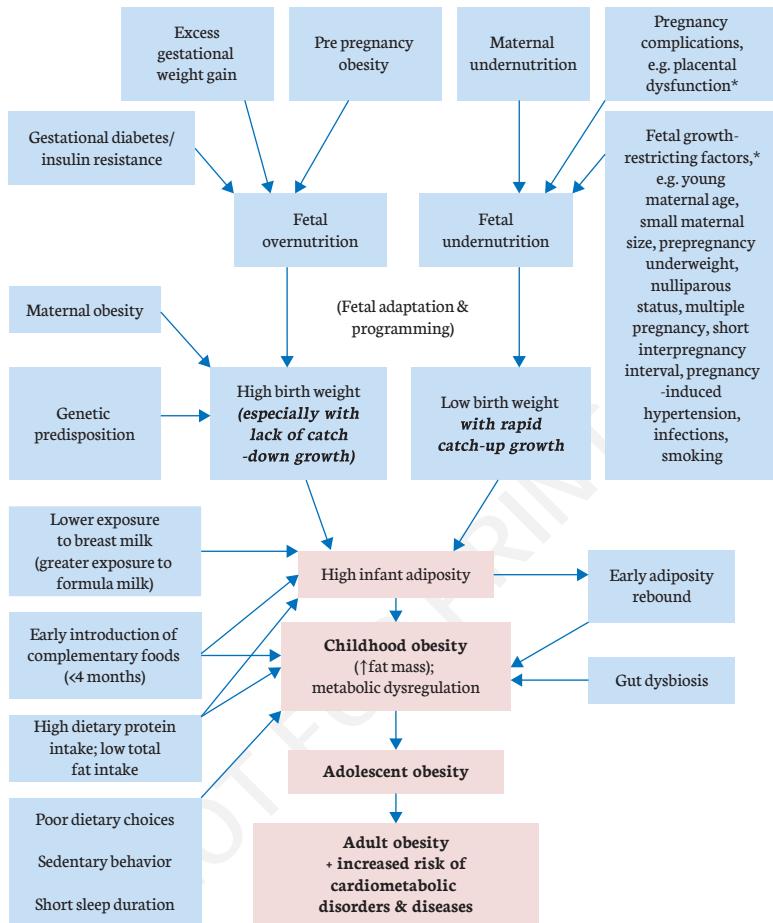 Excess
gestational
weight gain
Pre pregnancy
obesity
Maternal
undernutrition
Pregnancy
complications,
e.g. placental
dysfunction*
Gestational diabetes/
insulin resistance
Fetal growth-
restricting factors,*
e.g. young
maternal age,
small maternal
size, prepregnancy
underweight,
nulliparous
status, multiple
pregnancy, short
interpregnancy
interval, pregnancy
-induced
hypertension,
infections,
smoking
Fetal
overnutrition
Fetal
undernutrition
(Fetal adaptation &
programming)
Maternal obesity
Genetic
predisposition
High birth weight
(especially with
lack of catch
-down growth)
Low birth weight
with rapid
catch-up growth
Lower exposure
to breast milk
(greater exposure to
formula milk)
High infant adiposity
Early adiposity
rebound
Early introduction of
complementary foods
(<4 months)
Childhood obesity
(↑fat mass);
metabolic dysregulation
Gut dysbiosis
High dietary protein
intake; low total
fat intake
Adolescent obesity
Poor dietary choices
Sedentary behavior
Short sleep duration
Adult obesity
+ increased risk of
cardiometabolic
disorders & diseases
NOT FOR PRINT